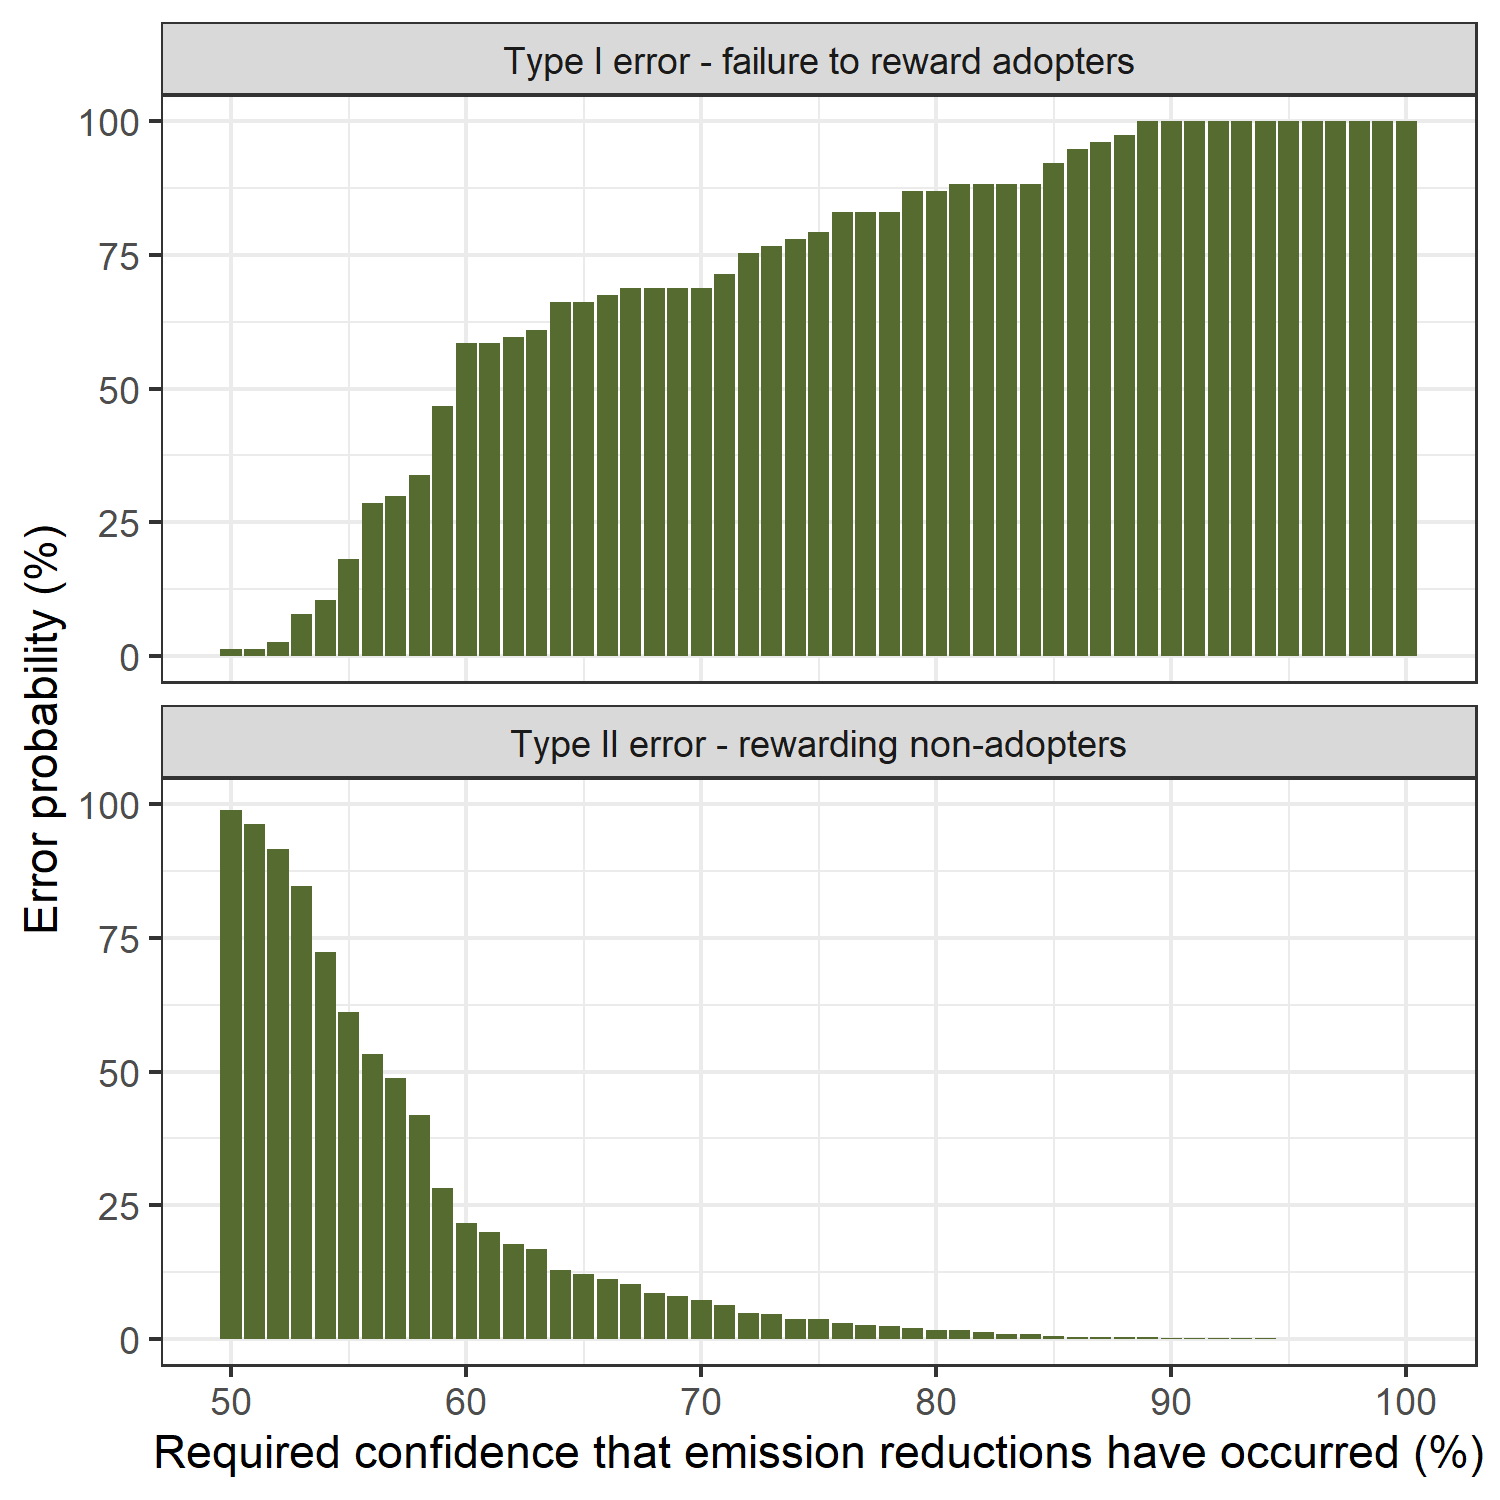 Type I error - failure to reward adopters
100
75
50
25
0
Type II error - rewarding non-adopters
100
75
50
25
0
Error probability (%)
50 60 70 80 90 100
Required confidence that emission reductions have occurred (%)